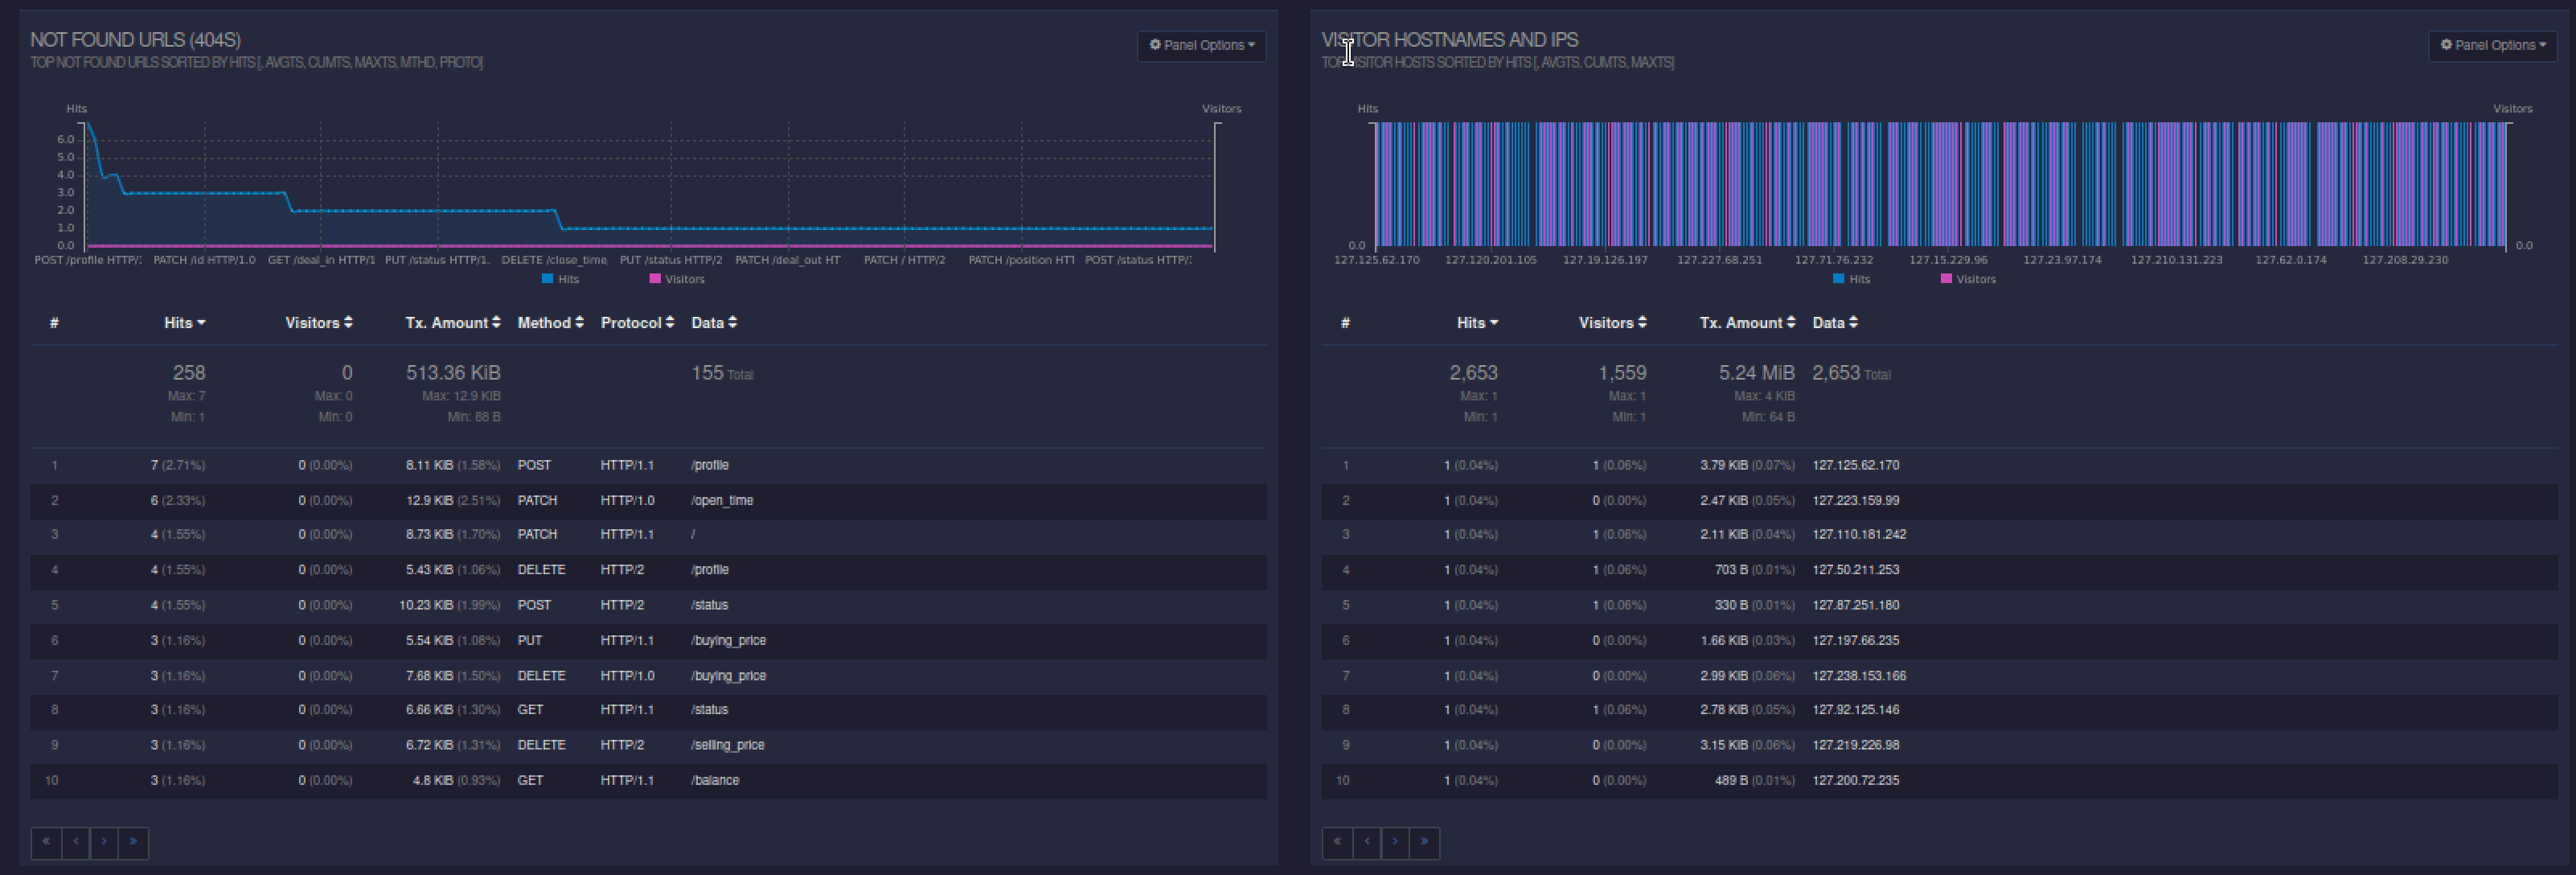 NOT FOUND URLS (404S)
Panel Options
TOP NOT FOUND URLS SORTED BY HITS [, AVGTS, CUMTS, MAXTS, MTHD, PROTO]
Hits
Visitors
6.0
5.0
4.0
3.0
2.0
1.0
0.0
POST /profile HTTP/: PATCH /id HTTP/1.0 GET /deal_in HTTP/1 PUT /status HTTP/1. DELETE /close_time, PUT /status HTTP/2 PATCH /deal_out HT PATCH / HTTP/2 PATCH /position HTT POST /status HTTP/:
Hits Visitors
# Hits Visitors Tx. Amount Method Protocol Data
258 0 513.36 KiB 155 Total
Max: 7 Max: 0 Max: 12.9 KIB
Min: 1 Min: 0 Min: 88 B
1 7 (2.71%) 0 (0.00%) 8.11 KIB (1.58%) POST HTTP/1.1 /profile
2 6 (2.33%) 0 (0.00%) 12.9 KIB (2.51%) PATCH HTTP/1.0 /open_time
3 4 (1.55%) 0 (0.00%) 8.73 KIB (1.70%) PATCH HTTP/1.1 /
4 4 (1.55%) 0 (0.00%) 5.43 KIB (1.06%) DELETE HTTP/2 /profile
5 4 (1.55%) 0 (0.00%) 10.23 KIB (1.99%) POST HTTP/2 /status
6 3 (1.16%) 0 (0.00%) 5.54 KIB (1.08%) PUT HTTP/1.1 /buying_price
7 3 (1.16%) 0 (0.00%) 7.68 KIB (1.50%) DELETE HTTP/1.0 /buying_price
8 3 (1.16%) 0 (0.00%) 6.66 KIB (1.30%) GET HTTP/1.1 /status
9 3 (1.16%) 0 (0.00%) 6.72 KIB (1.31%) DELETE HTTP/2 /selling_price
10 3 (1.16%) 0 (0.00%) 4.8 KIB (0.93%) GET HTTP/1.1 /balance
« ‹ › »
VISITOR HOSTNAMES AND IPS
Panel Options
TOP VISITOR HOSTS SORTED BY HITS [, AVGTS, CUMTS, MAXTS]
Hits
Visitors
0.0
0.0
127.125.62.170 127.120.201.105 127.19.126.197 127.227.68.251 127.71.76.232 127.15.229.96 127.23.97.174 127.210.131.223 127.62.0.174 127.208.29.230
Hits Visitors
# Hits Visitors Tx. Amount Data
2,653 1,559 5.24 MiB 2,653 Total
Max: 1 Max: 1 Max: 4 KIB
Min: 1 Min: 1 Min: 64 B
1 1 (0.04%) 1 (0.06%) 3.79 KIB (0.07%) 127.125.62.170
2 1 (0.04%) 0 (0.00%) 2.47 KIB (0.05%) 127.223.159.99
3 1 (0.04%) 1 (0.06%) 2.11 KIB (0.04%) 127.110.181.242
4 1 (0.04%) 1 (0.06%) 703 B (0.01%) 127.50.211.253
5 1 (0.04%) 1 (0.06%) 330 B (0.01%) 127.87.251.180
6 1 (0.04%) 0 (0.00%) 1.66 KIB (0.03%) 127.197.66.235
7 1 (0.04%) 0 (0.00%) 2.99 KIB (0.06%) 127.238.153.166
8 1 (0.04%) 1 (0.06%) 2.78 KIB (0.05%) 127.92.125.146
9 1 (0.04%) 0 (0.00%) 3.15 KIB (0.06%) 127.219.226.98
10 1 (0.04%) 0 (0.00%) 489 B (0.01%) 127.200.72.235
« ‹ › »